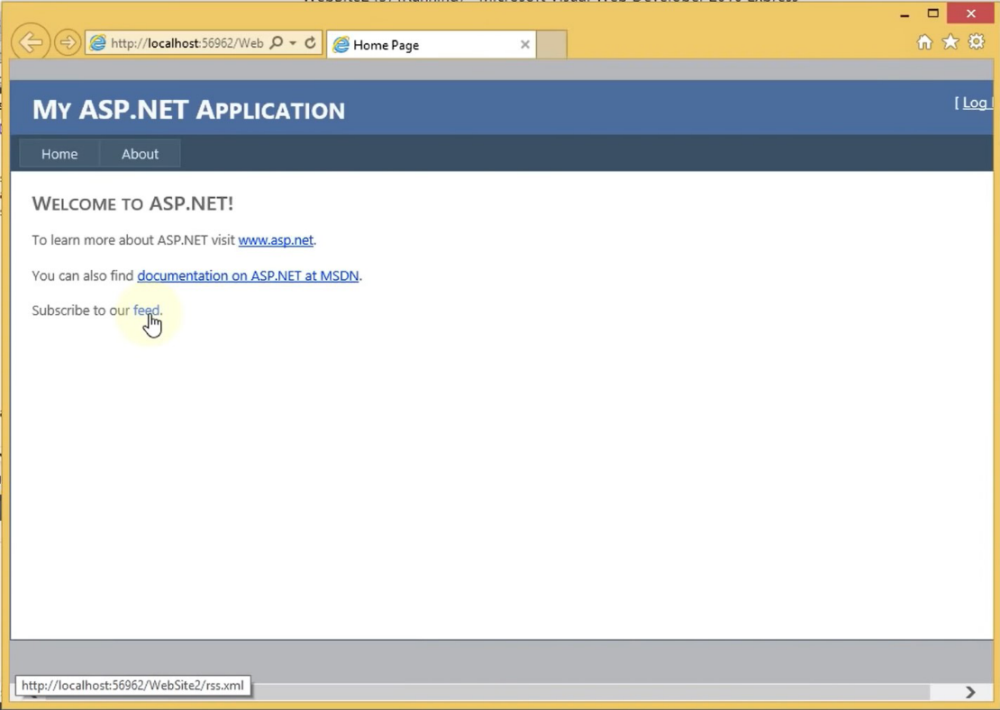 http://localhost:56962/Web
Home Page
My ASP.NET Application
[ Log
Home
About
Welcome to ASP.NET!
To learn more about ASP.NET visit www.asp.net.
You can also find documentation on ASP.NET at MSDN.
Subscribe to our feed.
http://localhost:56962/WebSite2/rss.xml